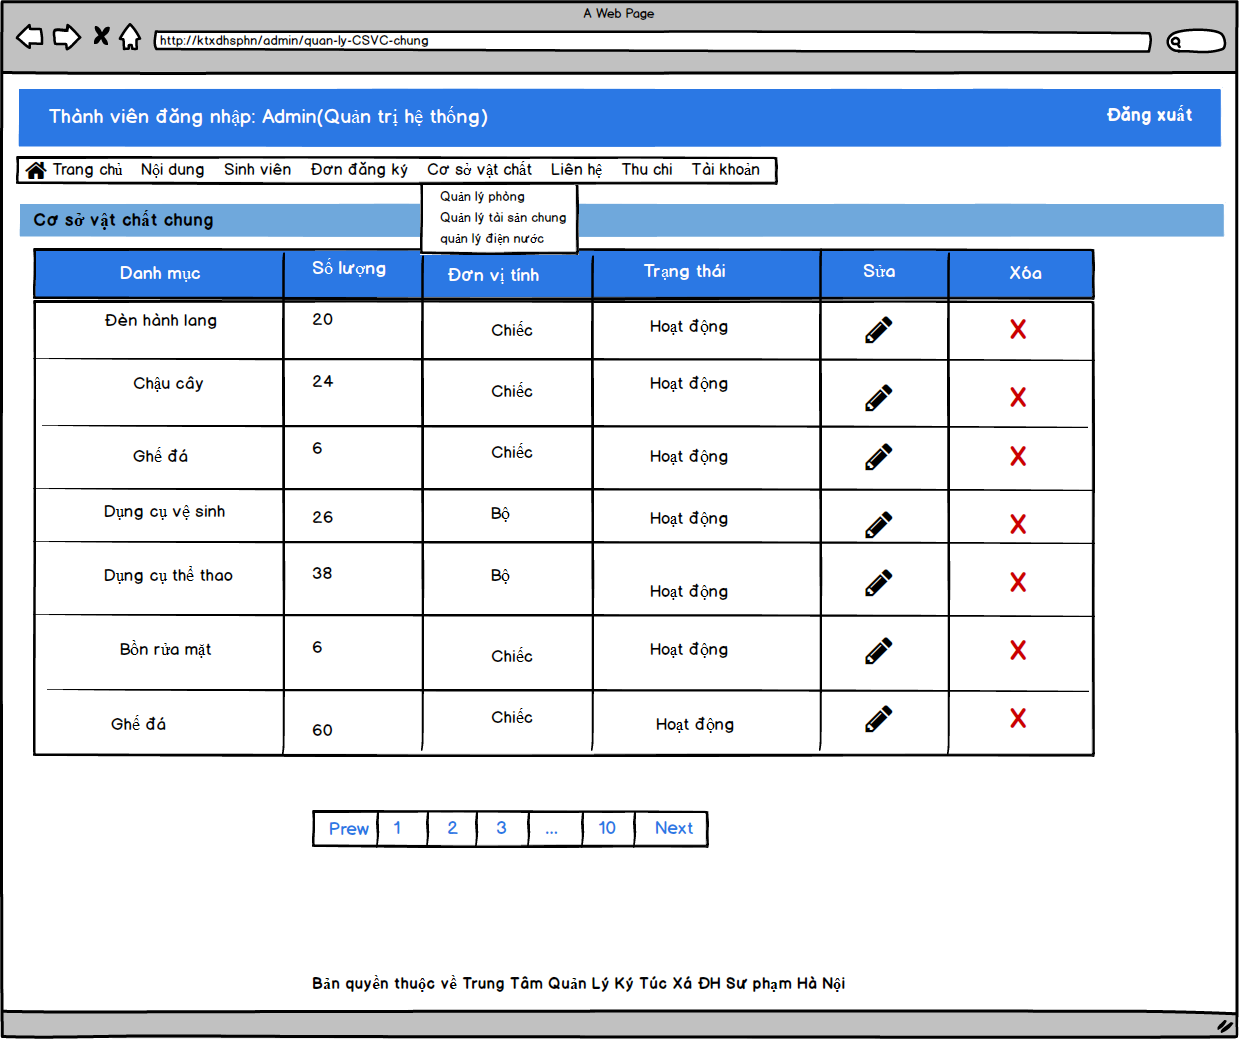 A Web Page
http://ktxdhsphn/admin/quan-ly-CSVC-chung
Thành viên đăng nhập: Admin(Quản trị hệ thống)
Đăng xuất
Trang chủ Nội dung Sinh viên Đơn đăng ký Cơ sở vật chất Liên hệ Thu chi Tài khoản
Quản lý phòng
Quản lý tài sản chung
quản lý điện nước
Cơ sở vật chất chung
Danh mục Số lượng Đơn vị tính Trạng thái Sửa Xóa
Đèn hành lang 20 Chiếc Hoạt động X
Chậu cây 24 Chiếc Hoạt động X
Ghế đá 6 Chiếc Hoạt động X
Dụng cụ vệ sinh 26 Bộ Hoạt động X
Dụng cụ thể thao 38 Bộ Hoạt động X
Bồn rửa mặt 6 Chiếc Hoạt động X
Ghế đá 60 Chiếc Hoạt động X
Prew 1 2 3 ... 10 Next
Bản quyền thuộc về Trung Tâm Quản Lý Ký Túc Xá ĐH Sư phạm Hà Nội